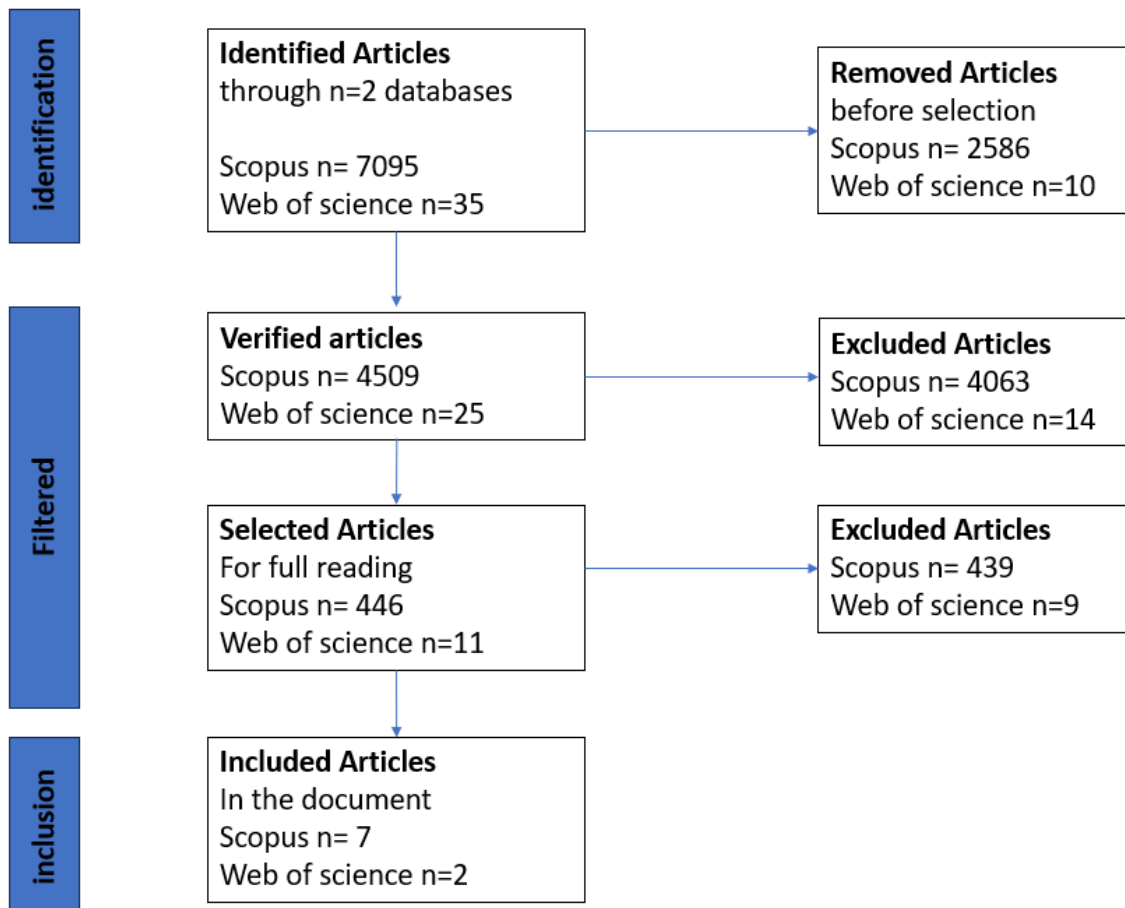 identification
Identified Articles
through n=2 databases
Scopus n= 7095
Web of science n=35
Removed Articles
before selection
Scopus n= 2586
Web of science n=10
Filtered
Verified articles
Scopus n= 4509
Web of science n=25
Excluded Articles
Scopus n= 4063
Web of science n=14
Selected Articles
For full reading
Scopus n= 446
Web of science n=11
Excluded Articles
Scopus n= 439
Web of science n=9
inclusion
Included Articles
In the document
Scopus n= 7
Web of science n=2